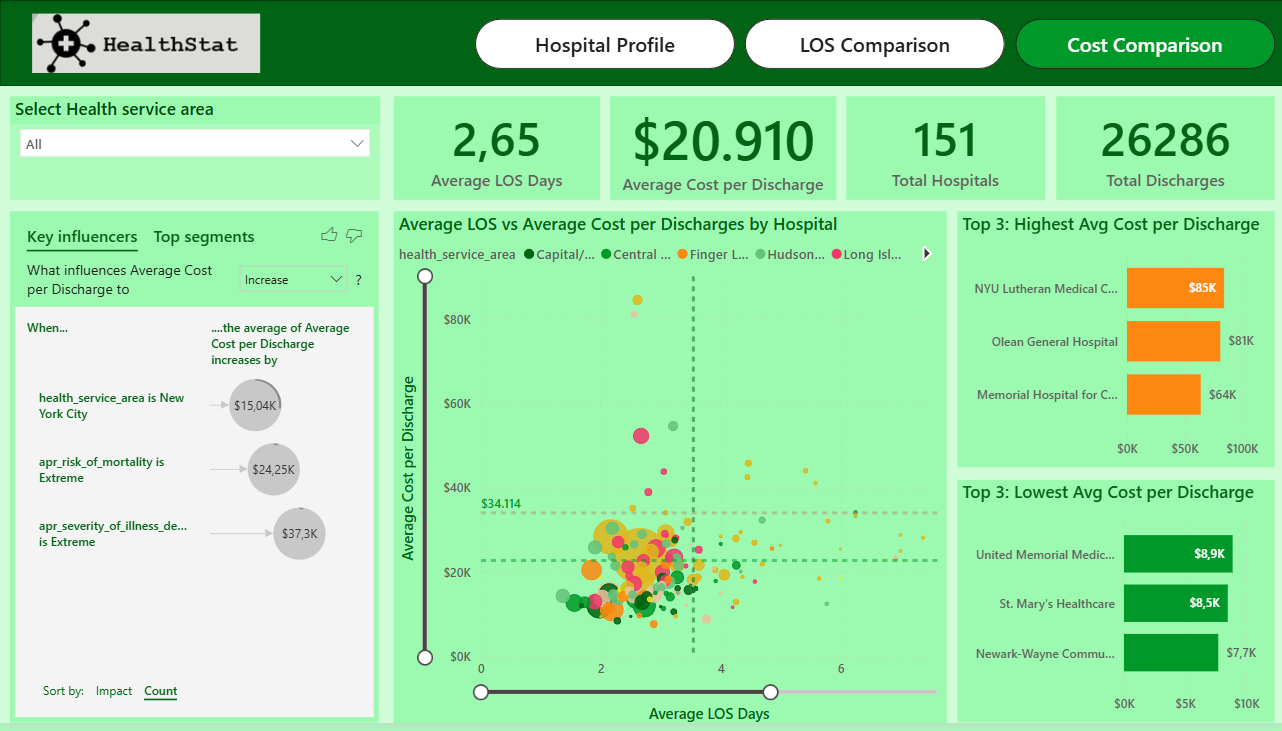 HealthStat
Hospital Profile
LOS Comparison
Cost Comparison
Select Health service area
All
2,65
Average LOS Days
$20.910
Average Cost per Discharge
151
Total Hospitals
26286
Total Discharges
Key influencers
Top segments
What influences Average Cost
per Discharge to
Increase
?
When...
....the average of Average
Cost per Discharge
increases by
health_service_area is New
York City
$15,04K
apr_risk_of_mortality is
Extreme
$24,25K
apr_severity_of_illness_de...
is Extreme
$37,3K
Sort by:
Impact
Count
Average LOS vs Average Cost per Discharges by Hospital
health_service_area
Capital/...
Central ...
Finger L...
Hudson...
Long Isl...
Average Cost per Discharge
$80K
$60K
$40K
$34.114
$20K
$0K
0
2
4
6
Average LOS Days
Top 3: Highest Avg Cost per Discharge
NYU Lutheran Medical C...
$85K
Olean General Hospital
$81K
Memorial Hospital for C...
$64K
$0K
$50K
$100K
Top 3: Lowest Avg Cost per Discharge
United Memorial Medic...
$8,9K
St. Mary's Healthcare
$8,5K
Newark-Wayne Commu...
$7,7K
$0K
$5K
$10K